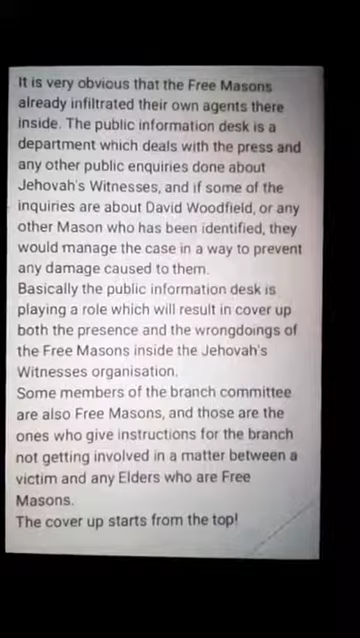 It is very obvious that the Free Masons
already infiltrated their own agents there
inside. The public information desk is a
department which deals with the press and
any other public enquiries done about
Jehovah's Witnesses, and if some of the
inquiries are about David Woodfield, or any
other Mason who has been identified, they
would manage the case in a way to prevent
any damage caused to them.
Basically the public information desk is
playing a role which will result in cover up
both the presence and the wrongdoings of
the Free Masons inside the Jehovah's
Witnesses organisation.
Some members of the branch committee
are also Free Masons, and those are the
ones who give instructions for the branch
not getting involved in a matter between a
victim and any Elders who are Free
Masons.
The cover up starts from the top!